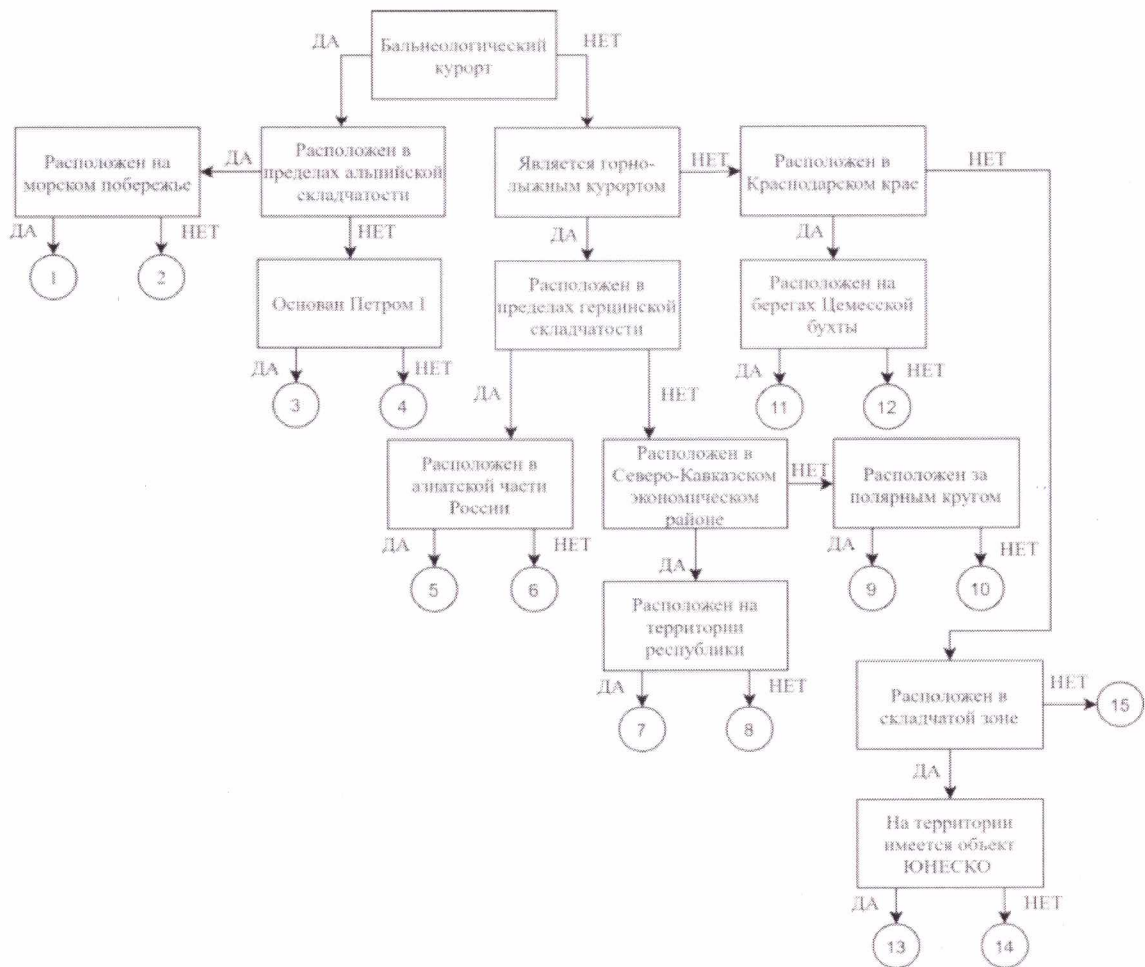 ДА
Бальнеологический
курорт
НЕТ
Расположен на
морском побережье
ДА
Расположен в
пределах альпийской
складчатости
Является горно-
лыжным курортом
НЕТ
Расположен в
Краснодарском крае
НЕТ
ДА
НЕТ
НЕТ
ДА
ДА
1
2
Основан Петром I
Расположен в
пределах герцинской
складчатости
Расположен на
берегах Цемесской
бухты
ДА
НЕТ
ДА
НЕТ
ДА
НЕТ
3
4
11
12
Расположен в
азиатской части
России
Расположен в
Северо-Кавказском
экономическом
районе
НЕТ
Расположен за
полярным кругом
ДА
НЕТ
ДА
ДА
НЕТ
5
6
9
10
Расположен на
территории
республики
ДА
НЕТ
7
8
Расположен в
складчатой зоне
НЕТ
15
ДА
На территории
имеется объект
ЮНЕСКО
ДА
НЕТ
13
14